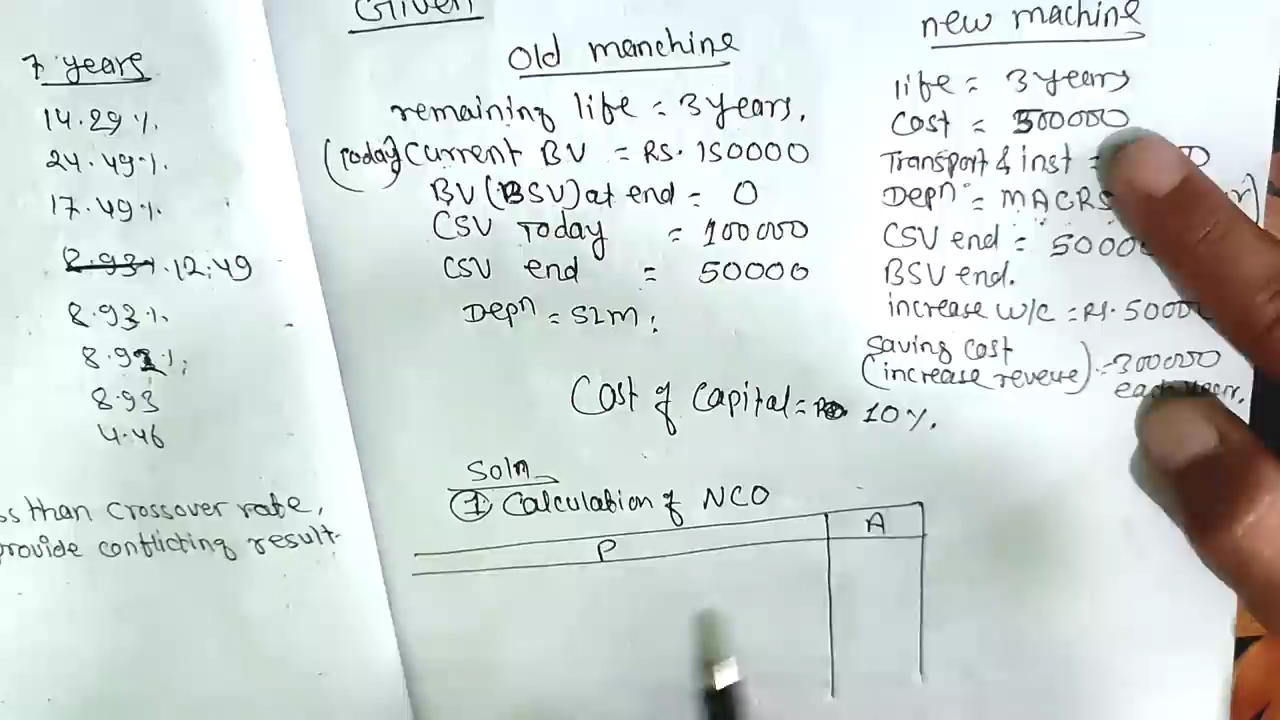 7 years
14.29%
24.49%
17.49%
8.93% 12.49
8.93%
8.93%
8.93
4.46
ss than crossover rate,
provide conflicting result.
Given
Old manchine
remaining life = 3 years.
(Today) Current BV = RS. 150000
BV (BSV) at end = 0
CSV Today = 100000
CSV end = 50000
Depn = SLM.
new machine
life = 3 years
Cost = 500000
Transport & inst =
Depn = MACRS
CSV end = 5000
BSV end.
increase w/c = RS. 5000
saving cost
(increase reveue) = 300000
each year.
Cost of capital = 10%.
Soln
① Calculation of NCO
P A